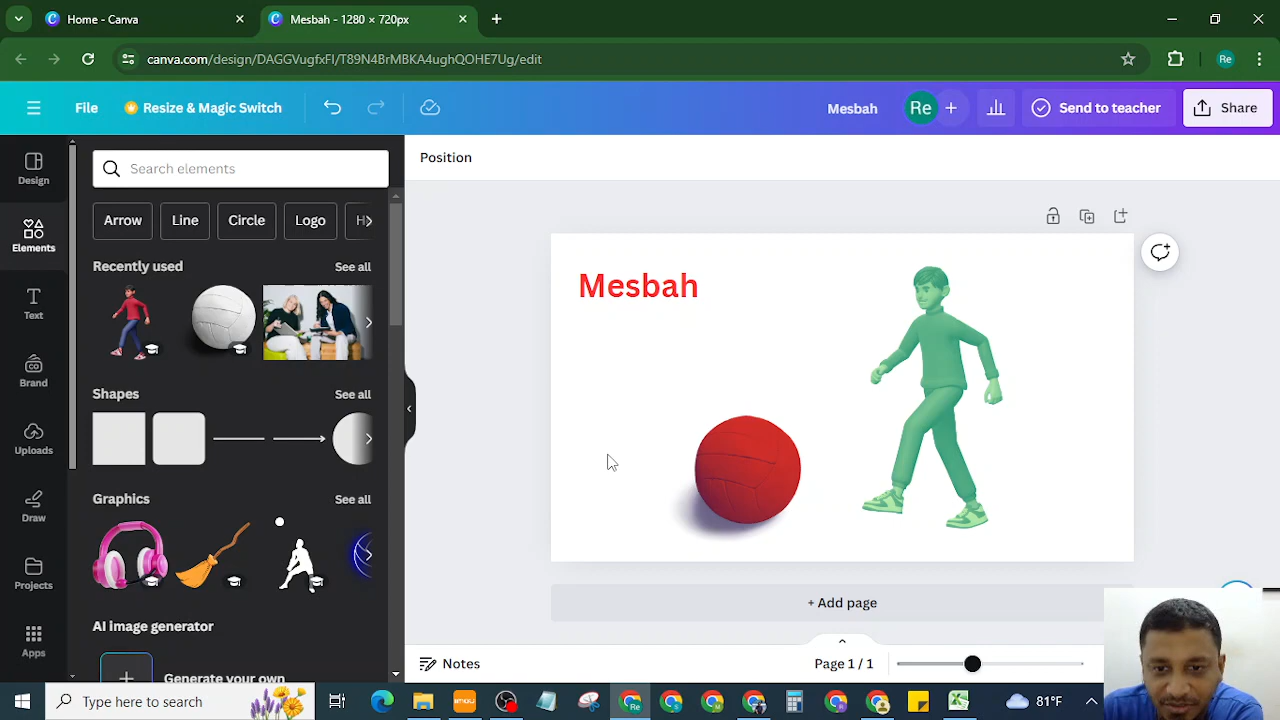 Home - Canva
Mesbah - 1280 × 720px
canva.com/design/DAGGVugfxFI/T89N4BrMBKA4ughQOHE7Ug/edit
Re
File
Resize & Magic Switch
Mesbah
Re
Send to teacher
Share
Design
Elements
Text
Brand
Uploads
Draw
Projects
Apps
Search elements
Arrow
Line
Circle
Logo
Recently used
See all
Shapes
See all
Graphics
See all
AI image generator
Generate your own
Position
Mesbah
+ Add page
Notes
Page 1 / 1
Type here to search
Re
81°F